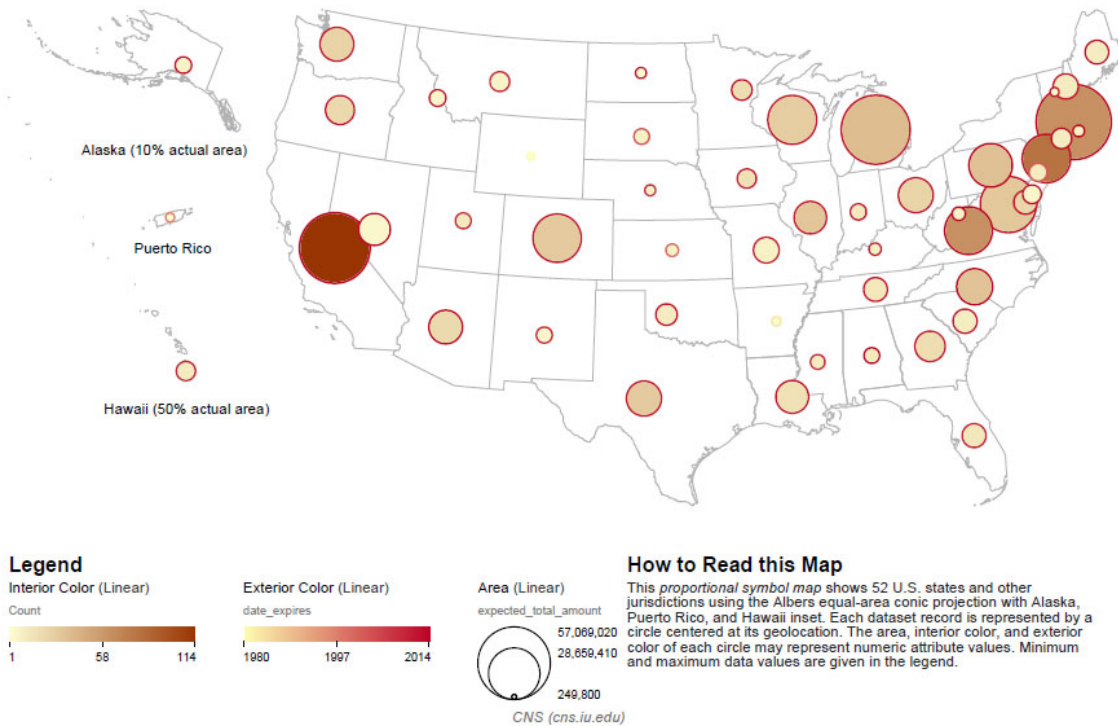 Alaska (10% actual area)
Puerto Rico
Hawaii (50% actual area)
Legend
Interior Color (Linear)
Count
1 58 114
Exterior Color (Linear)
date_expires
1980 1997 2014
Area (Linear)
expected_total_amount
57,069,020
28,659,410
249,800
CNS (cns.iu.edu)
How to Read this Map
This proportional symbol map shows 52 U.S. states and other
jurisdictions using the Albers equal-area conic projection with Alaska,
Puerto Rico, and Hawaii inset. Each dataset record is represented by a
circle centered at its geolocation. The area, interior color, and exterior
color of each circle may represent numeric attribute values. Minimum
and maximum data values are given in the legend.